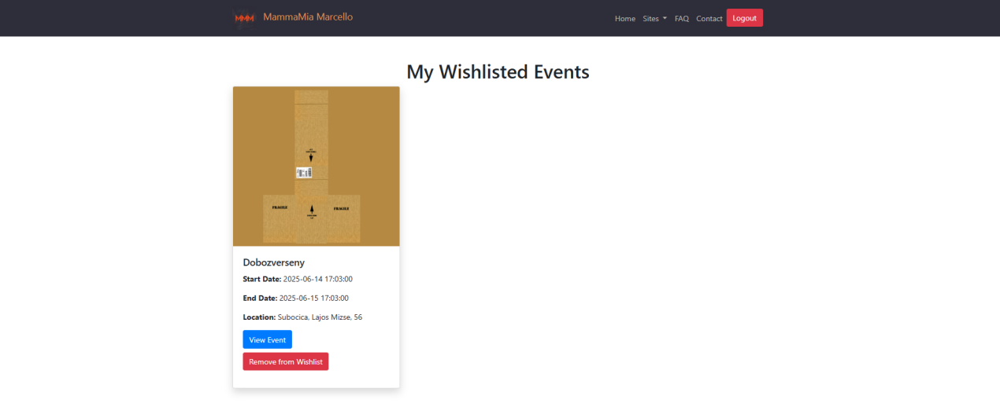 MMM MammaMia Marcello
Home Sites FAQ Contact Logout
My Wishlisted Events
FRAGILE
FRAGILE
Dobozverseny
Start Date: 2025-06-14 17:03:00
End Date: 2025-06-15 17:03:00
Location: Subocica, Lajos Mizse, 56
View Event
Remove from Wishlist